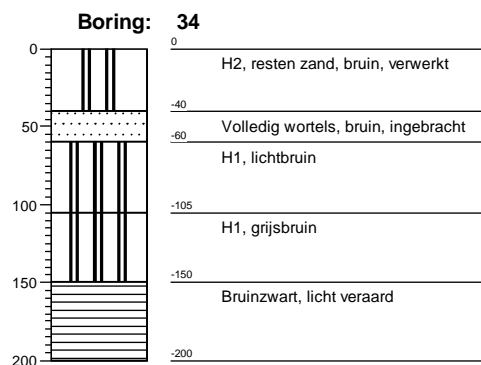 Boring: 34
0
0
H2, resten zand, bruin, verwerkt
-40
50
Volledig wortels, bruin, ingebracht
-60
H1, lichtbruin
100
-105
H1, grijsbruin
150
-150
Bruinzwart, licht veraard
200
-200